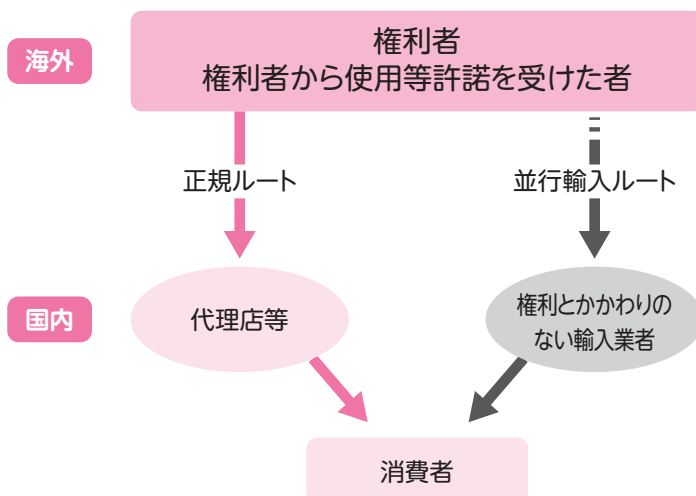 海外
権利者
権利者から使用等許諾を受けた者
正規ルート
並行輸入ルート
国内
代理店等
権利とかかわりの
ない輸入業者
消費者